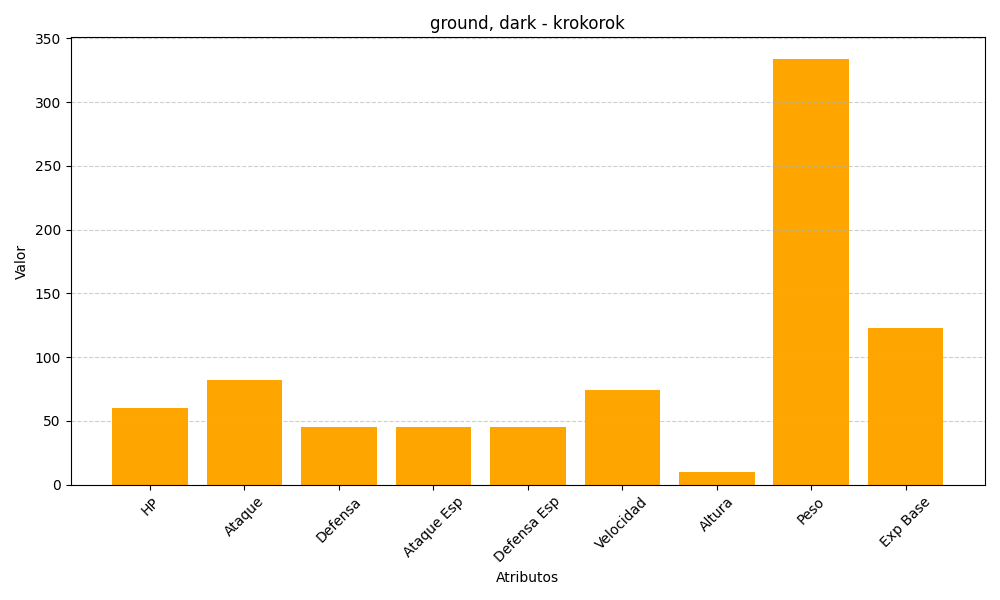 ground, dark - krokorok
Valor
350
300
250
200
150
100
50
0
HP
Ataque
Defensa
Ataque Esp
Defensa Esp
Velocidad
Altura
Peso
Exp Base
Atributos